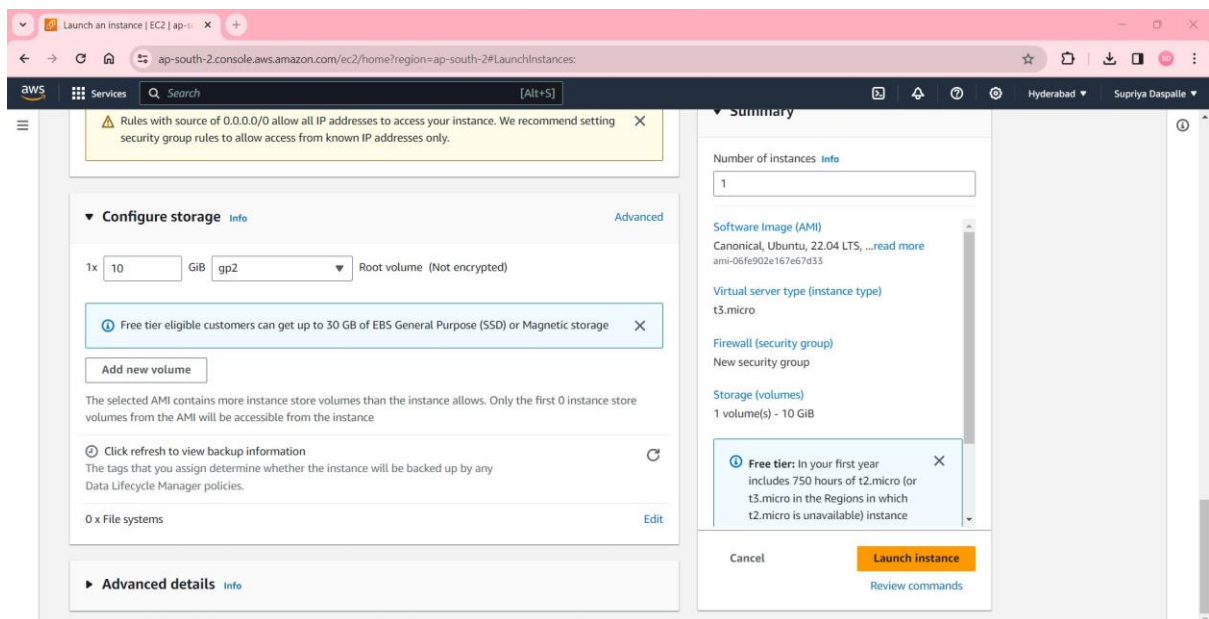 Launch an instance | EC2 | ap-so
ap-south-2.console.aws.amazon.com/ec2/home?region=ap-south-2#LaunchInstances:
SD
aws
Services
Search
[Alt+S]
Hyderabad
Supriya Daspalle
Rules with source of 0.0.0.0/0 allow all IP addresses to access your instance. We recommend setting
security group rules to allow access from known IP addresses only.
Configure storage Info
Advanced
1x 10 GiB gp2 Root volume (Not encrypted)
Free tier eligible customers can get up to 30 GB of EBS General Purpose (SSD) or Magnetic storage
Add new volume
The selected AMI contains more instance store volumes than the instance allows. Only the first 0 instance store
volumes from the AMI will be accessible from the instance
Click refresh to view backup information
The tags that you assign determine whether the instance will be backed up by any
Data Lifecycle Manager policies.
0 x File systems
Edit
Advanced details Info
Summary
Number of instances Info
1
Software Image (AMI)
Canonical, Ubuntu, 22.04 LTS, ...read more
ami-06fe902e167e67d33
Virtual server type (instance type)
t3.micro
Firewall (security group)
New security group
Storage (volumes)
1 volume(s) - 10 GiB
Free tier: In your first year
includes 750 hours of t2.micro (or
t3.micro in the Regions in which
t2.micro is unavailable) instance
Cancel
Launch instance
Review commands